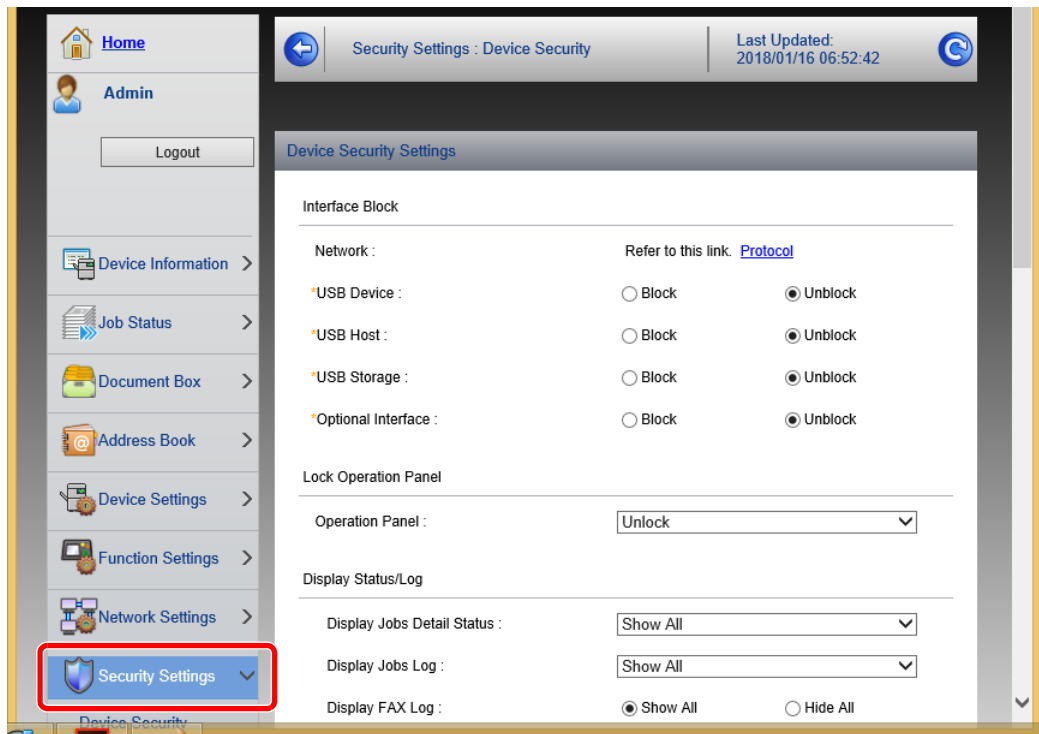 Home
Admin
Logout
Device Information
Job Status
Document Box
Address Book
Device Settings
Function Settings
Network Settings
Security Settings
Device Security
Security Settings : Device Security
Last Updated:
2018/01/16 06:52:42
Device Security Settings
Interface Block
Network : Refer to this link. Protocol
*USB Device : Block Unblock
*USB Host : Block Unblock
*USB Storage : Block Unblock
*Optional Interface : Block Unblock
Lock Operation Panel
Operation Panel : Unlock
Display Status/Log
Display Jobs Detail Status : Show All
Display Jobs Log : Show All
Display FAX Log : Show All Hide All